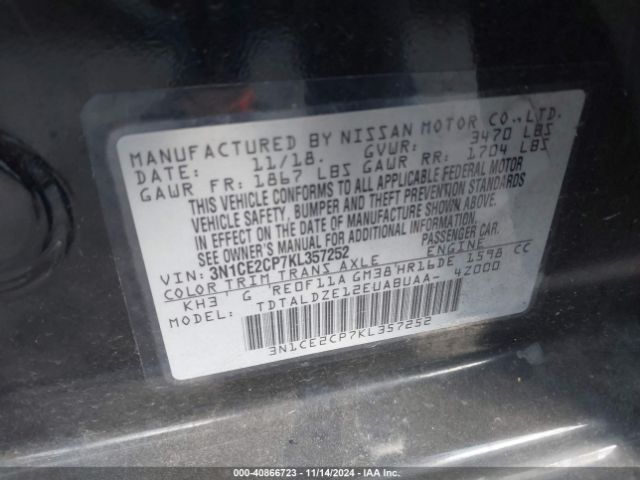 MANUFACTURED BY NISSAN MOTOR CO.,LTD.
DATE: 11/18. GVWR: 3470 LBS
GAWR FR: 1867 LBS GAWR RR: 1704 LBS
THIS VEHICLE CONFORMS TO ALL APPLICABLE FEDERAL MOTOR
VEHICLE SAFETY, BUMPER AND THEFT PREVENTION STANDARDS
IN EFFECT ON THE DATE OF MANUFACTURE SHOWN ABOVE.
SEE OWNER'S MANUAL FOR ADDITIONAL INFORMATION.
VIN: 3N1CE2CP7KL357252 PASSENGER CAR.
COLOR TRIM TRANS AXLE ENGINE
KH3 G RE0F11A GM38 HR16DE 1598 CC
MODEL: TDTALDZE12EUABUAA- 4Z000
3N1CE2CP7KL357252
000-40866723 - 11/14/2024 - IAA Inc.